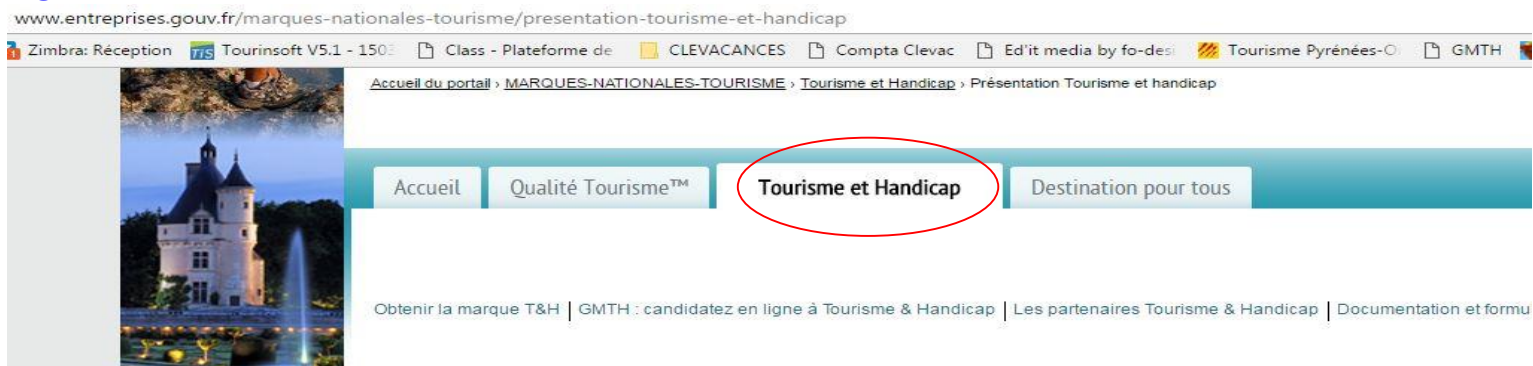 www.entreprises.gouv.fr/marques-nationales-tourisme/presentation-tourisme-et-handicap
Zimbra: Réception TIS Tourinsoft V5.1 - 150 Class - Plateforme de CLEVACANCES Compta Clevac Ed'it media by fo-des Tourisme Pyrénées-O GMTH
Accueil du portail › MARQUES-NATIONALES-TOURISME › Tourisme et Handicap › Présentation Tourisme et handicap
Accueil Qualité Tourisme™ Tourisme et Handicap Destination pour tous
Obtenir la marque T&H | GMTH : candidatez en ligne à Tourisme & Handicap | Les partenaires Tourisme & Handicap | Documentation et formu